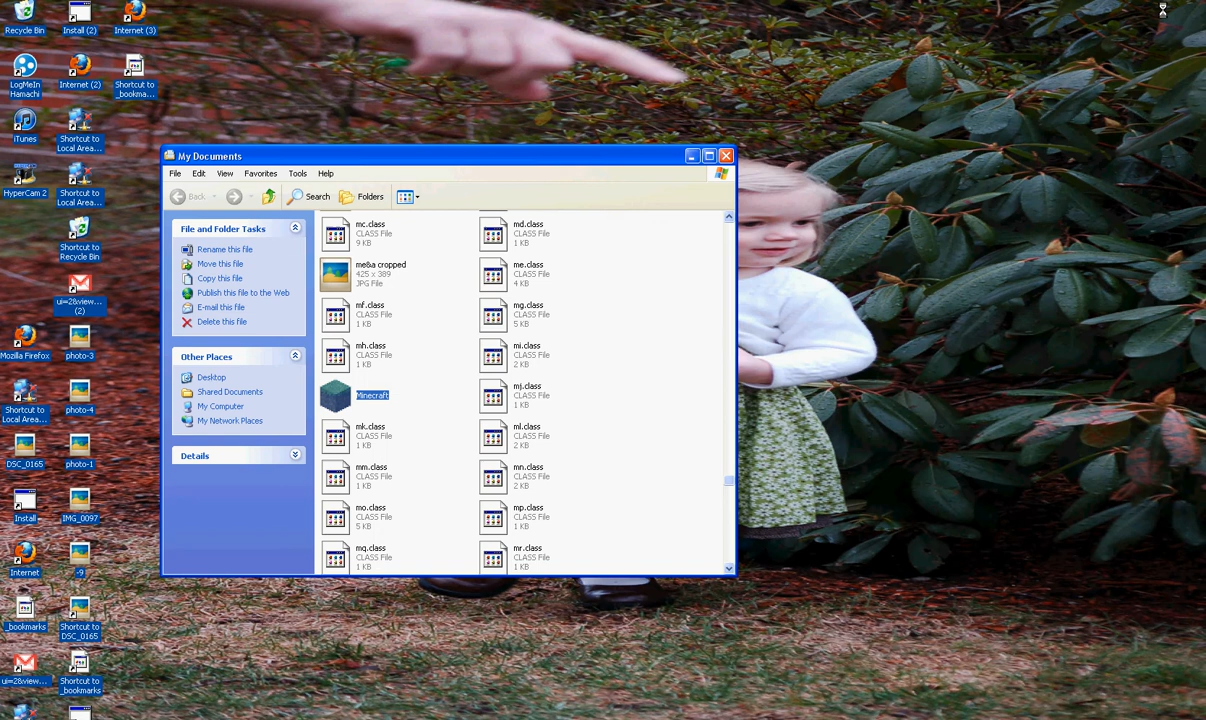 Recycle Bin
Install (2)
Internet (3)
LogMeIn
Hamachi
Internet (2)
Shortcut to
_bookma...
iTunes
Shortcut to
Local Area...
HyperCam 2
Shortcut to
Local Area...
Shortcut to
Recycle Bin
ui=2&view...
(2)
Mozilla Firefox
photo-3
Shortcut to
Local Area...
photo-4
DSC_0165
photo-1
Install
IMG_0097
Internet
-9
_bookmarks
Shortcut to
DSC_0165
ui=2&view...
Shortcut to
_bookmarks
My Documents
File
Edit
View
Favorites
Tools
Help
Back
Search
Folders
File and Folder Tasks
Rename this file
Move this file
Copy this file
Publish this file to the Web
E-mail this file
Delete this file
Other Places
Desktop
Shared Documents
My Computer
My Network Places
Details
mc.class
CLASS File
9 KB
md.class
CLASS File
1 KB
me&a cropped
425 x 389
JPG File
me.class
CLASS File
4 KB
mf.class
CLASS File
1 KB
mg.class
CLASS File
5 KB
mh.class
CLASS File
1 KB
mi.class
CLASS File
2 KB
Minecraft
mj.class
CLASS File
1 KB
mk.class
CLASS File
1 KB
ml.class
CLASS File
2 KB
mm.class
CLASS File
1 KB
mn.class
CLASS File
2 KB
mo.class
CLASS File
5 KB
mp.class
CLASS File
1 KB
mq.class
CLASS File
1 KB
mr.class
CLASS File
1 KB